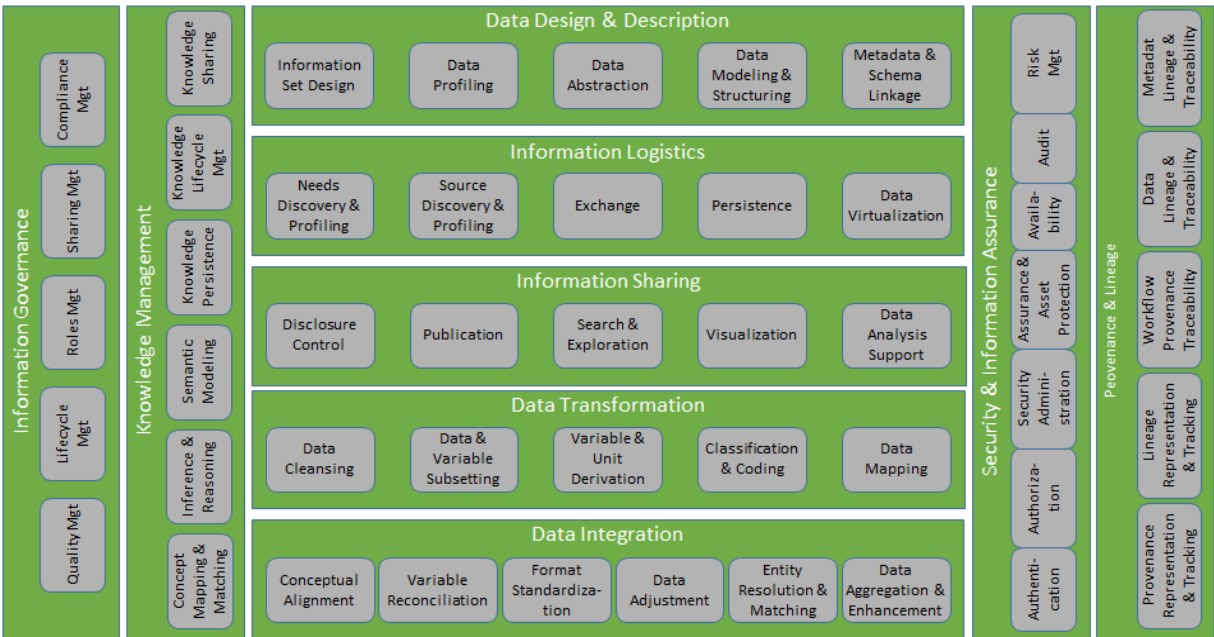 Information Governance
Compliance
Mgt
Sharing Mgt
Roles Mgt
Lifecycle
Mgt
Quality Mgt
Knowledge Management
Knowledge
Sharing
Knowledge
Lifecycle
Mgt
Knowledge
Persistence
Semantic
Modeling
Inference &
Reasoning
Concept
Mapping &
Matching
Data Design & Description
Information
Set Design
Data
Profiling
Data
Abstraction
Data
Modeling &
Structuring
Metadata &
Schema
Linkage
Information Logistics
Needs
Discovery &
Profiling
Source
Discovery &
Profiling
Exchange
Persistence
Data
Virtualization
Information Sharing
Disclosure
Control
Publication
Search &
Exploration
Visualization
Data
Analysis
Support
Data Transformation
Data
Cleansing
Data &
Variable
Subsetting
Variable &
Unit
Derivation
Classification
& Coding
Data
Mapping
Data Integration
Conceptual
Alignment
Variable
Reconciliation
Format
Standardiza-
tion
Data
Adjustment
Entity
Resolution &
Matching
Data
Aggregation &
Enhancement
Security & Information Assurance
Risk
Mgt
Audit
Availa-
bility
Assurance &
Asset
Protection
Security
Admini-
stration
Authoriza-
tion
Authenti-
cation
Peovenance & Lineage
Metadat
Lineage &
Traceability
Data
Lineage &
Traceability
Workflow
Provenance
Traceability
Lineage
Representation
& Tracking
Provenance
Representation
& Tracking